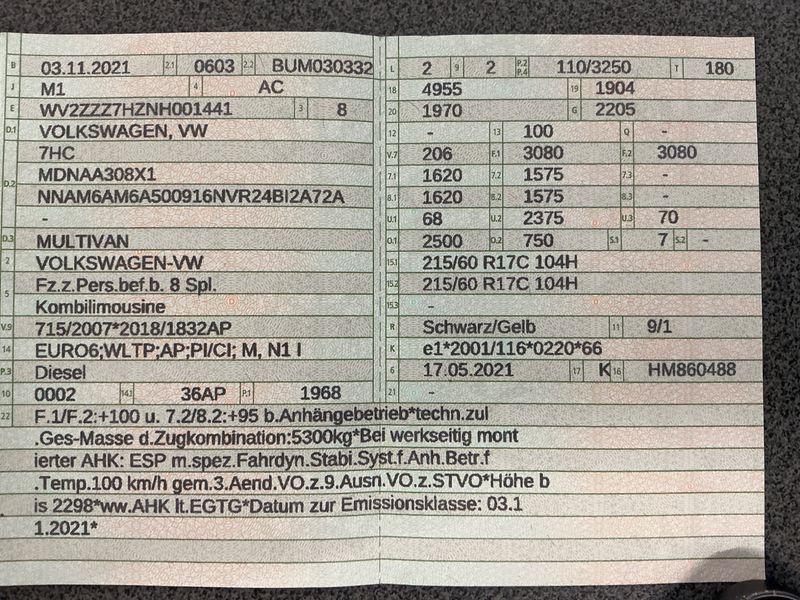 B 03.11.2021 2.1 0603 2.2 BUM030332
J M1 4 AC
E WV2ZZZ7HZNH001441 3 8
D.1 VOLKSWAGEN, VW
7HC
MDNAA308X1
D.2 NNAM6AM6A500916NVR24BI2A72A
-
D.3 MULTIVAN
2 VOLKSWAGEN-VW
5 Fz.z.Pers.bef.b. 8 Spl.
Kombilimousine
V.9 715/2007*2018/1832AP
14 EURO6;WLTP;AP;PI/CI; M, N1 I
P.3 Diesel
10 0002 14.1 36AP P.1 1968
L 2 9 2 P.2 P.4 110/3250 T 180
18 4955 19 1904
20 1970 G 2205
12 - 13 100 Q -
V.7 206 F.1 3080 F.2 3080
7.1 1620 7.2 1575 7.3 -
8.1 1620 8.2 1575 8.3 -
U.1 68 U.2 2375 U.3 70
O.1 2500 O.2 750 S.1 7 S.2 -
15.1 215/60 R17C 104H
15.2 215/60 R17C 104H
15.3 -
R Schwarz/Gelb 11 9/1
K e1*2001/116*0220*66
6 17.05.2021 17 K 16 HM860488
21 -
22 F.1/F.2:+100 u. 7.2/8.2:+95 b.Anhängebetrieb*techn.zul
.Ges-Masse d.Zugkombination:5300kg*Bei werkseitig mont
ierter AHK: ESP m.spez.Fahrdyn.Stabi.Syst.f.Anh.Betr.f
.Temp.100 km/h gem.3.Aend.VO.z.9.Ausn.VO.z.STVO*Höhe b
is 2298*ww.AHK lt.EGTG*Datum zur Emissionsklasse: 03.1
1.2021*